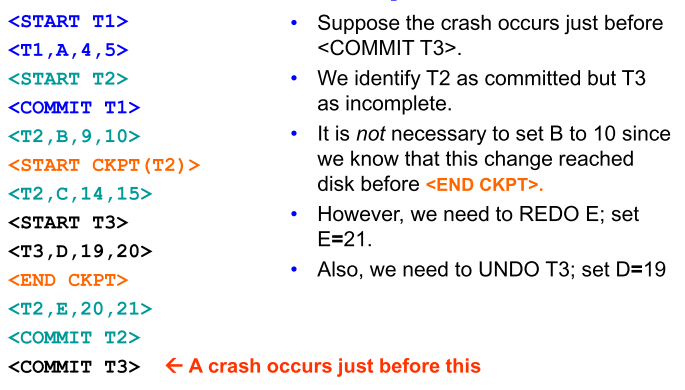 <START T1>
<T1,A,4,5>
<START T2>
<COMMIT T1>
<T2,B,9,10>
<START CKPT(T2)>
<T2,C,14,15>
<START T3>
<T3,D,19,20>
<END CKPT>
<T2,E,20,21>
<COMMIT T2>
<COMMIT T3> ← A crash occurs just before this
• Suppose the crash occurs just before
<COMMIT T3>.
• We identify T2 as committed but T3
as incomplete.
• It is not necessary to set B to 10 since
we know that this change reached
disk before <END CKPT>.
• However, we need to REDO E; set
E=21.
• Also, we need to UNDO T3; set D=19